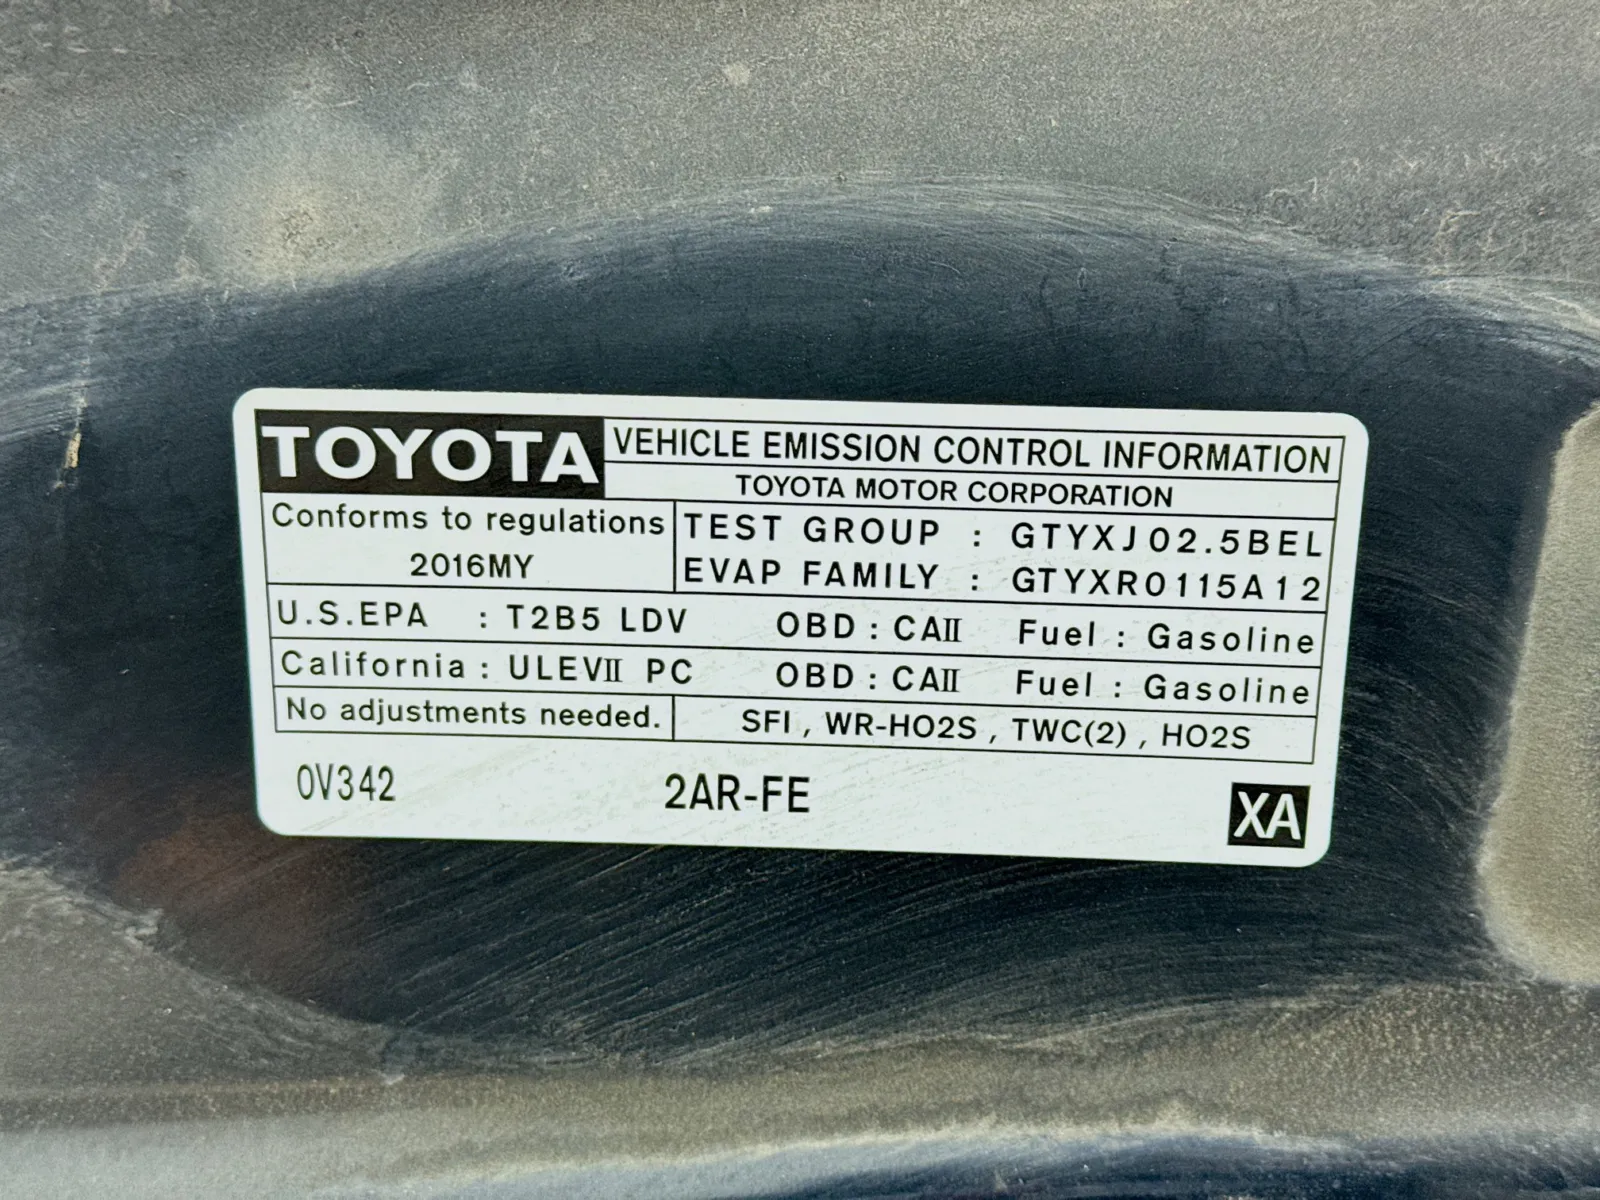 TOYOTA VEHICLE EMISSION CONTROL INFORMATION
TOYOTA MOTOR CORPORATION
Conforms to regulations
2016MY
TEST GROUP : GTYXJ02.5BEL
EVAP FAMILY : GTYXR0115A12
U.S.EPA : T2B5 LDV OBD : CAII Fuel : Gasoline
California : ULEVII PC OBD : CAII Fuel : Gasoline
No adjustments needed. SFI , WR-HO2S , TWC(2) , HO2S
0V342 2AR-FE XA